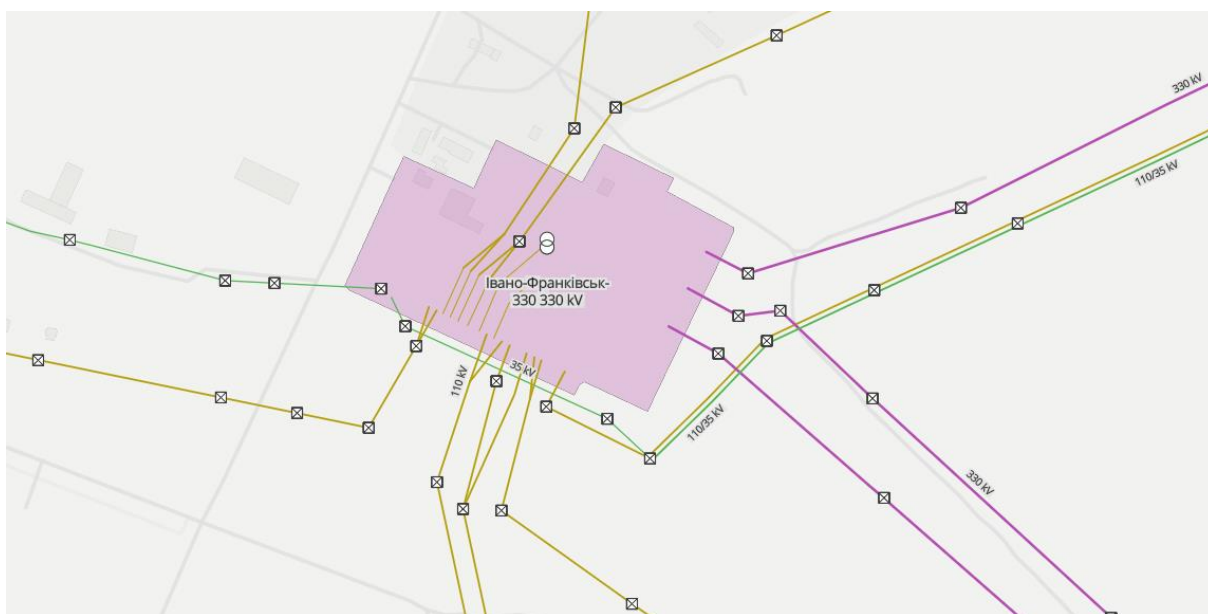 330 kV
110/35 kV
Івано-Франківськ-
330 330 kV
35 kV
110 kV
110/35 kV
330 kV